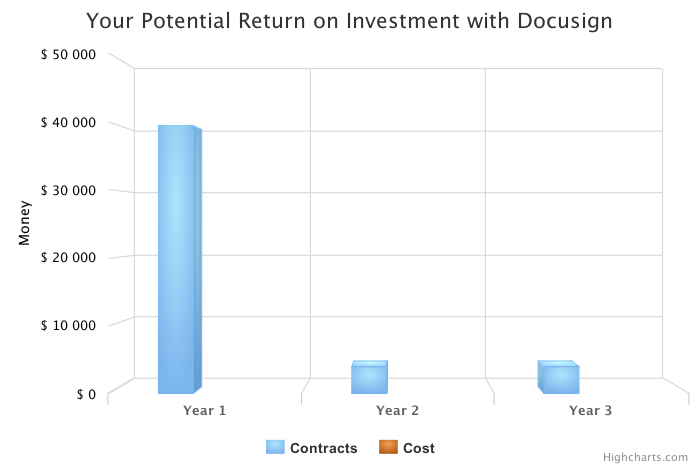 Your Potential Return on Investment with Docusign
$ 50 000
$ 40 000
$ 30 000
$ 20 000
$ 10 000
$ 0
Money
Year 1
Year 2
Year 3
Contracts
Cost
Highcharts.com